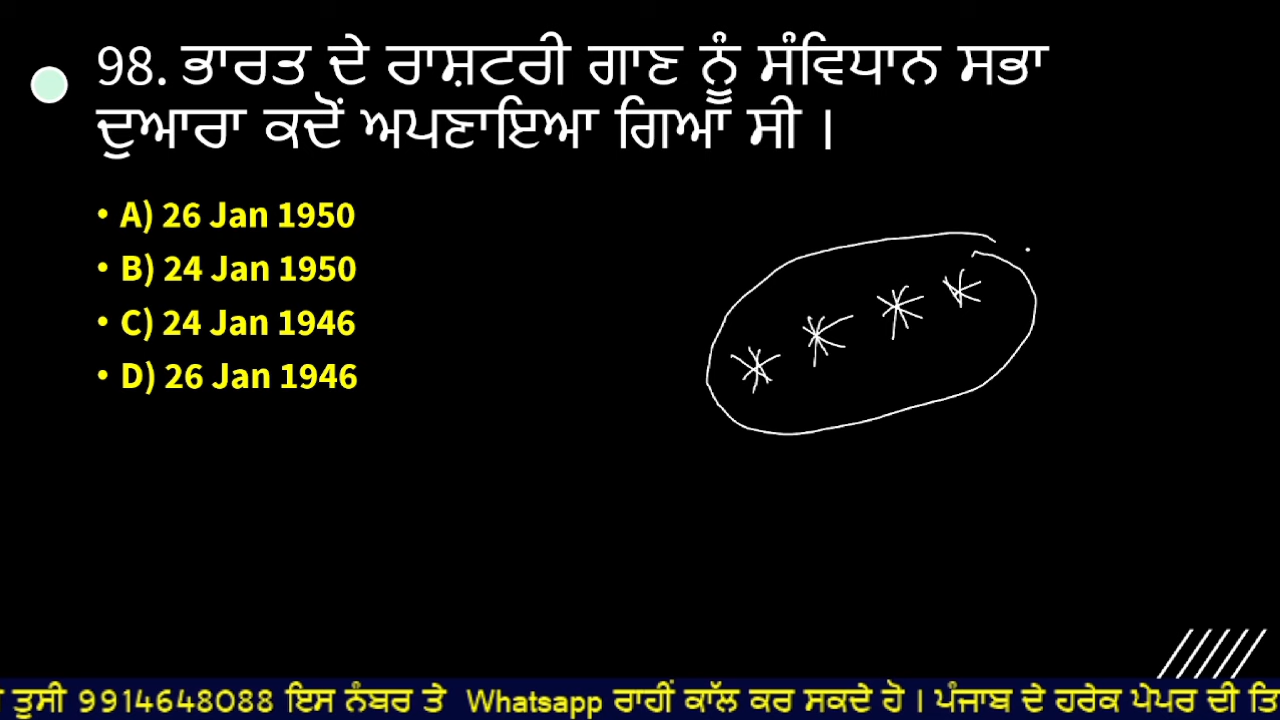 98. ਭਾਰਤ ਦੇ ਰਾਸ਼ਟਰੀ ਗਾਣ ਨੂੰ ਸੰਵਿਧਾਨ ਸਭਾ
ਦੁਆਰਾ ਕਦੋਂ ਅਪਣਾਇਆ ਗਿਆ ਸੀ ।
• A) 26 Jan 1950
• B) 24 Jan 1950
• C) 24 Jan 1946
• D) 26 Jan 1946
ਤੁਸੀ 9914648088 ਇਸ ਨੰਬਰ ਤੇ Whatsapp ਰਾਹੀਂ ਕਾੱਲ ਕਰ ਸਕਦੇ ਹੋ । ਪੰਜਾਬ ਦੇ ਹਰੇਕ ਪੇਪਰ ਦੀ